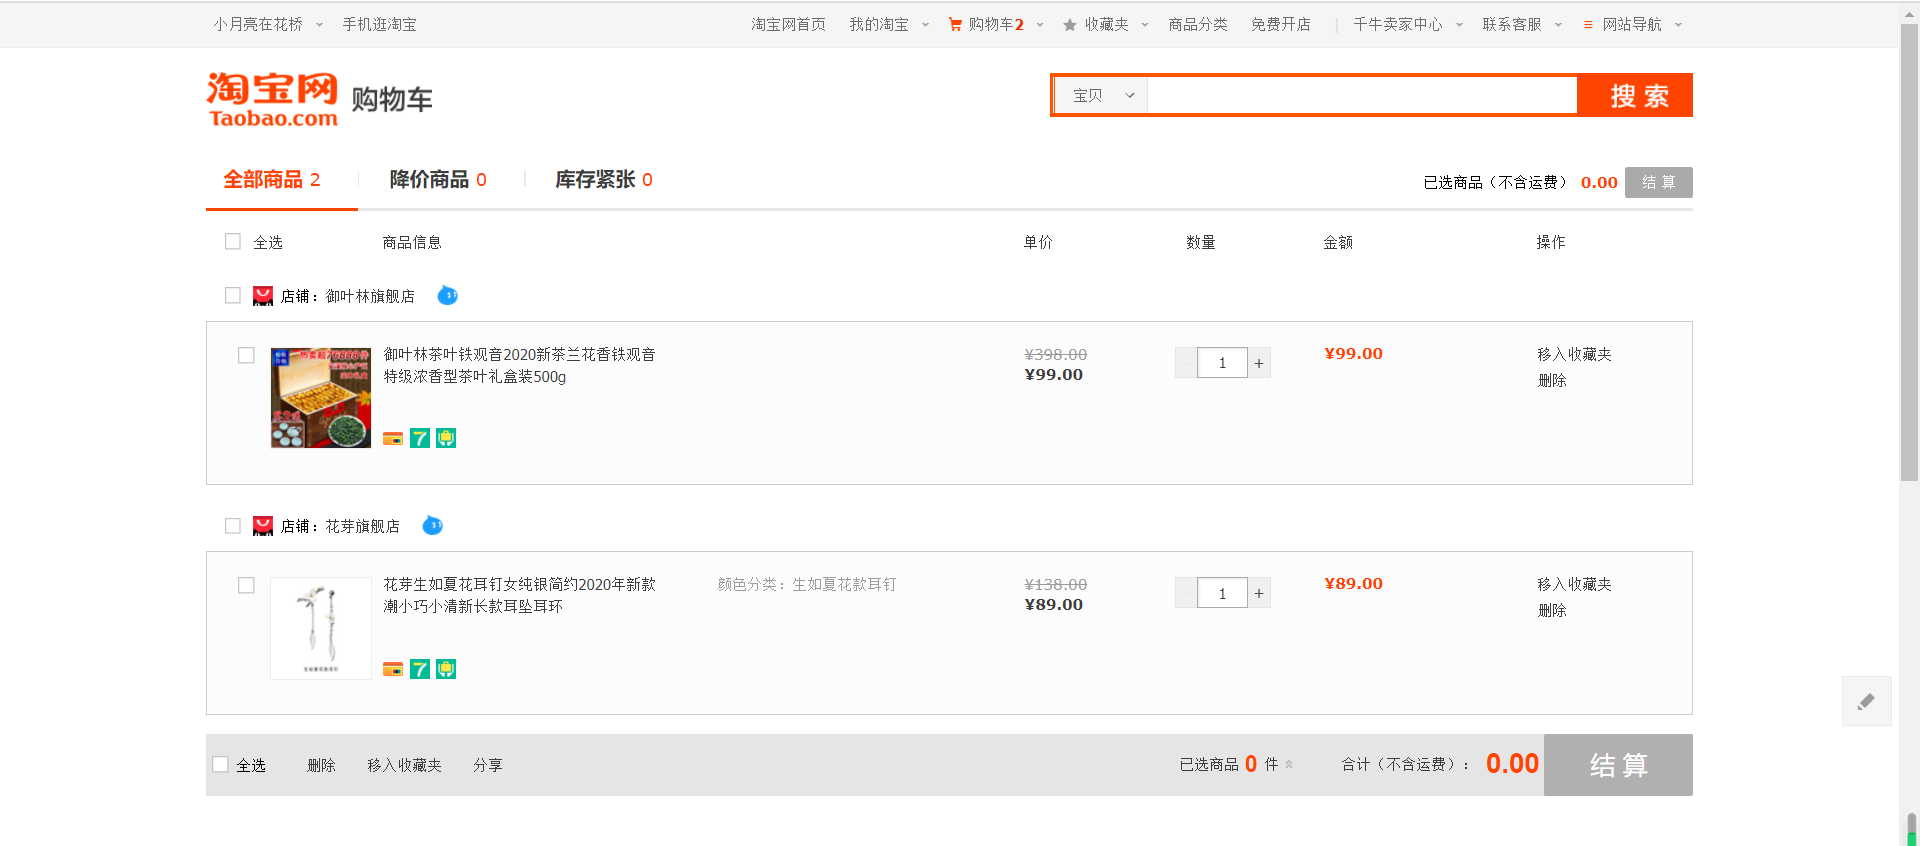 小月亮在花桥 手机逛淘宝 淘宝网首页 我的淘宝 购物车2 收藏夹 商品分类 免费开店 千牛卖家中心 联系客服 网站导航
淘宝网
Taobao.com
购物车
宝贝
搜 索
全部商品 2 降价商品 0 库存紧张 0
已选商品（不含运费） 0.00 结 算
全选 商品信息 单价 数量 金额 操作
店铺：御叶林旗舰店
御叶林茶叶铁观音2020新茶兰花香铁观音
特级浓香型茶叶礼盒装500g
¥398.00
¥99.00
- 1 +
¥99.00
移入收藏夹
删除
7
店铺：花芽旗舰店
花芽生如夏花耳钉女纯银简约2020年新款
潮小巧小清新长款耳坠耳环
颜色分类：生如夏花款耳钉
¥138.00
¥89.00
- 1 +
¥89.00
移入收藏夹
删除
7
全选 删除 移入收藏夹 分享 已选商品 0 件 合计（不含运费）： 0.00 结 算